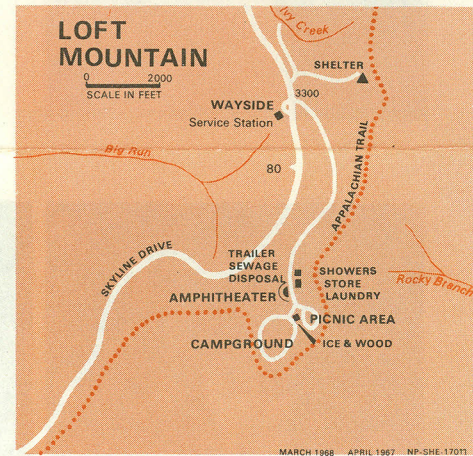 LOFT
MOUNTAIN
0 2000
SCALE IN FEET
Ivy Creek
SHELTER
3300
WAYSIDE
Service Station
Big Run
80
APPALACHIAN TRAIL
SKYLINE DRIVE
TRAILER
SEWAGE
DISPOSAL
SHOWERS
STORE
LAUNDRY
Rocky Branch
AMPHITHEATER
PICNIC AREA
CAMPGROUND
ICE & WOOD
MARCH 1968 APRIL 1967 NP-SHE-17011